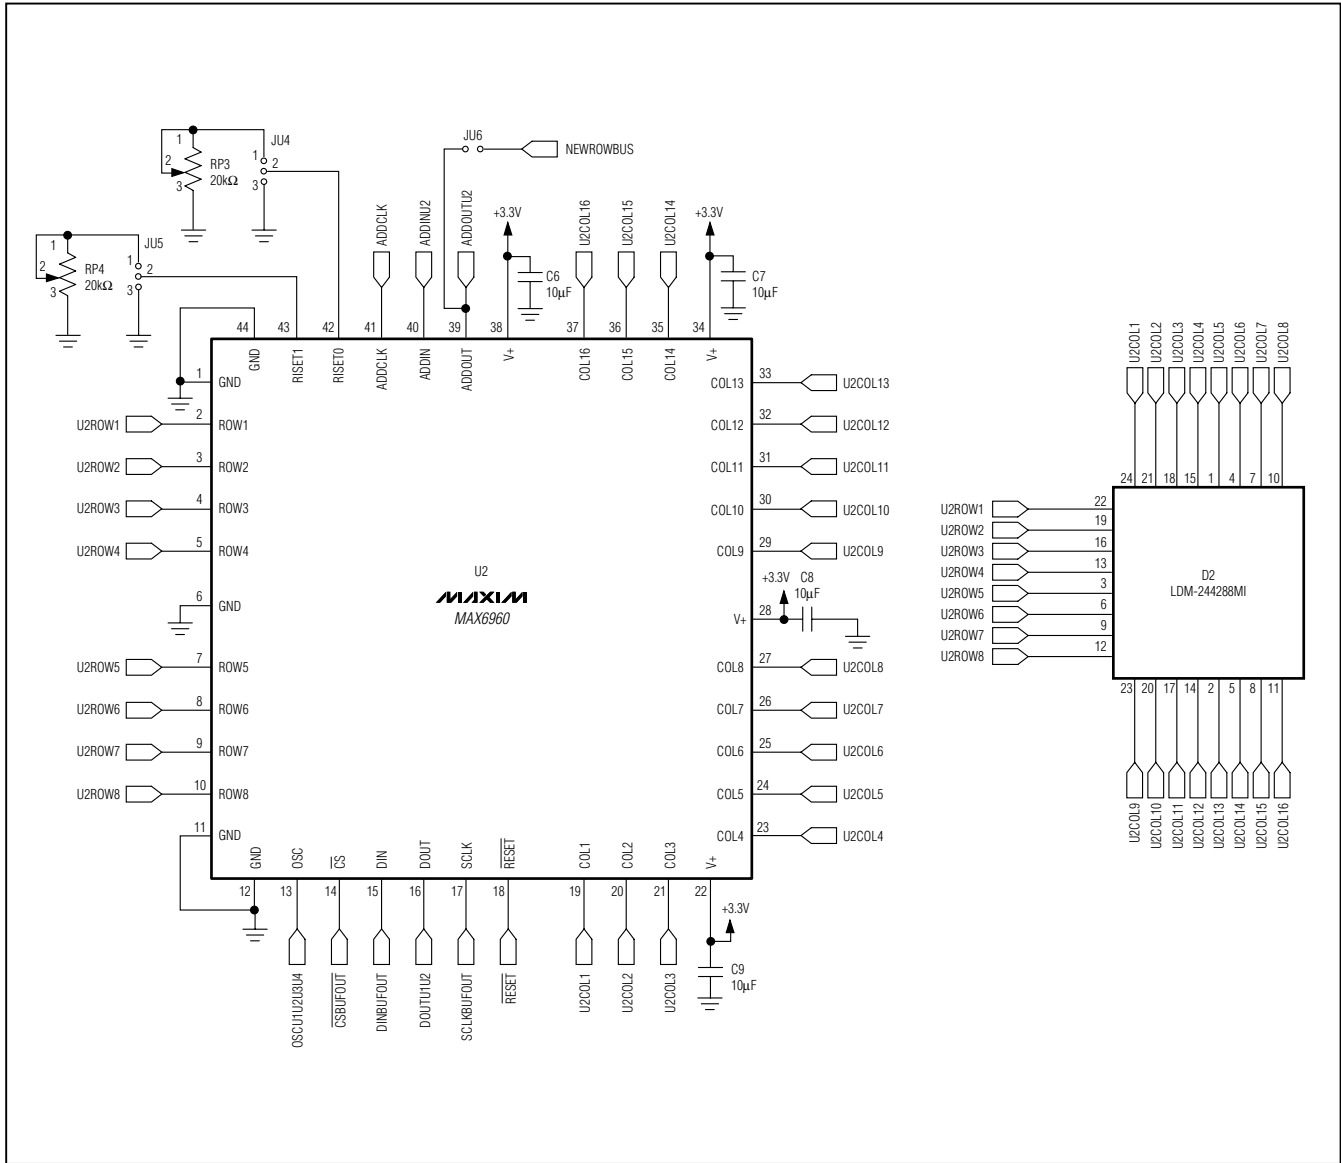 JU4
1
2
3
RP3
20kΩ
1
2
3
JU5
1
2
3
RP4
20kΩ
1
2
3
JU6
NEWROWBUS
ADDCLK
ADDINU2
ADDOUTU2
+3.3V
C6
10µF
U2COL16
U2COL15
U2COL14
+3.3V
C7
10µF
44
43
42
41
40
39
38
37
36
35
34
GND
RISET1
RISET0
ADDCLK
ADDIN
ADDOUT
V+
COL16
COL15
COL14
V+
1 GND
U2ROW1 2 ROW1
U2ROW2 3 ROW2
U2ROW3 4 ROW3
U2ROW4 5 ROW4
6 GND
U2ROW5 7 ROW5
U2ROW6 8 ROW6
U2ROW7 9 ROW7
U2ROW8 10 ROW8
11 GND
U2
MAXIM
MAX6960
COL13 33 U2COL13
COL12 32 U2COL12
COL11 31 U2COL11
COL10 30 U2COL10
COL9 29 U2COL9
+3.3V
C8
10µF
V+ 28
COL8 27 U2COL8
COL7 26 U2COL7
COL6 25 U2COL6
COL5 24 U2COL5
COL4 23 U2COL4
GND
OSC
CS
DIN
DOUT
SCLK
RESET
COL1
COL2
COL3
V+
12
13
14
15
16
17
18
19
20
21
22
OSCU1U2U3U4
CSBUFOUT
DINBUFOUT
DOUTU1U2
SCLKBUFOUT
RESET
U2COL1
U2COL2
U2COL3
+3.3V
C9
10µF
U2COL1
U2COL2
U2COL3
U2COL4
U2COL5
U2COL6
U2COL7
U2COL8
24
21
18
15
1
4
7
10
U2ROW1 22
U2ROW2 19
U2ROW3 16
U2ROW4 13
U2ROW5 3
U2ROW6 6
U2ROW7 9
U2ROW8 12
D2
LDM-244288MI
23
20
17
14
2
5
8
11
U2COL9
U2COL10
U2COL11
U2COL12
U2COL13
U2COL14
U2COL15
U2COL16